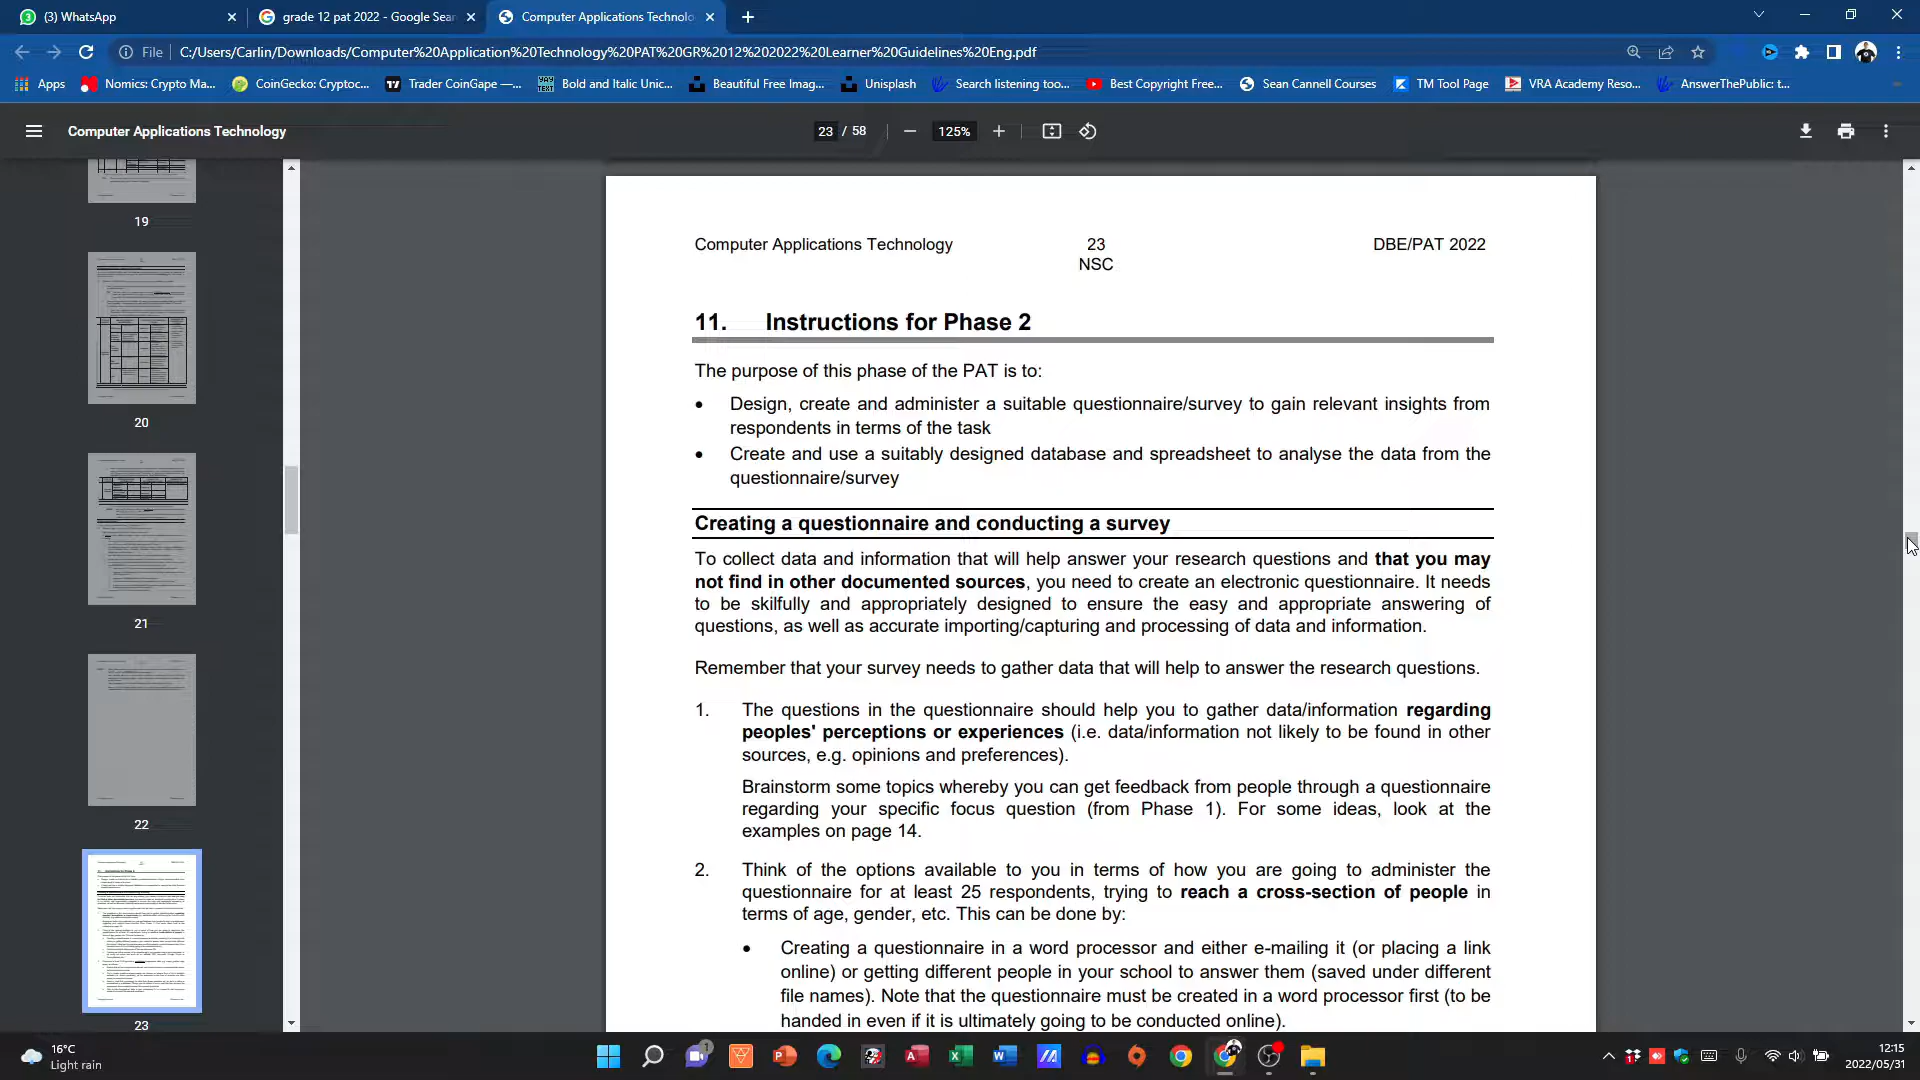 (3) WhatsApp
grade 12 pat 2022 - Google Sear
Computer Applications Technolo
File
C:/Users/Carlin/Downloads/Computer%20Application%20Technology%20PAT%20GR%2012%202022%20Learner%20Guidelines%20Eng.pdf
Apps
Nomics: Crypto Ma...
CoinGecko: Cryptoc...
Trader CoinGape —...
Bold and Italic Unic...
Beautiful Free Imag...
Unisplash
Search listening too...
Best Copyright Free...
Sean Cannell Courses
TM Tool Page
VRA Academy Reso...
AnswerThePublic: t...
Computer Applications Technology
23 / 58
125%
19
20
21
22
23
Computer Applications Technology 23 DBE/PAT 2022
NSC
11. Instructions for Phase 2
The purpose of this phase of the PAT is to:
• Design, create and administer a suitable questionnaire/survey to gain relevant insights from
respondents in terms of the task
• Create and use a suitably designed database and spreadsheet to analyse the data from the
questionnaire/survey
Creating a questionnaire and conducting a survey
To collect data and information that will help answer your research questions and that you may
not find in other documented sources, you need to create an electronic questionnaire. It needs
to be skilfully and appropriately designed to ensure the easy and appropriate answering of
questions, as well as accurate importing/capturing and processing of data and information.
Remember that your survey needs to gather data that will help to answer the research questions.
1. The questions in the questionnaire should help you to gather data/information regarding
peoples' perceptions or experiences (i.e. data/information not likely to be found in other
sources, e.g. opinions and preferences).
Brainstorm some topics whereby you can get feedback from people through a questionnaire
regarding your specific focus question (from Phase 1). For some ideas, look at the
examples on page 14.
2. Think of the options available to you in terms of how you are going to administer the
questionnaire for at least 25 respondents, trying to reach a cross-section of people in
terms of age, gender, etc. This can be done by:
• Creating a questionnaire in a word processor and either e-mailing it (or placing a link
online) or getting different people in your school to answer them (saved under different
file names). Note that the questionnaire must be created in a word processor first (to be
handed in even if it is ultimately going to be conducted online).
16°C
Light rain
12:15
2022/05/31